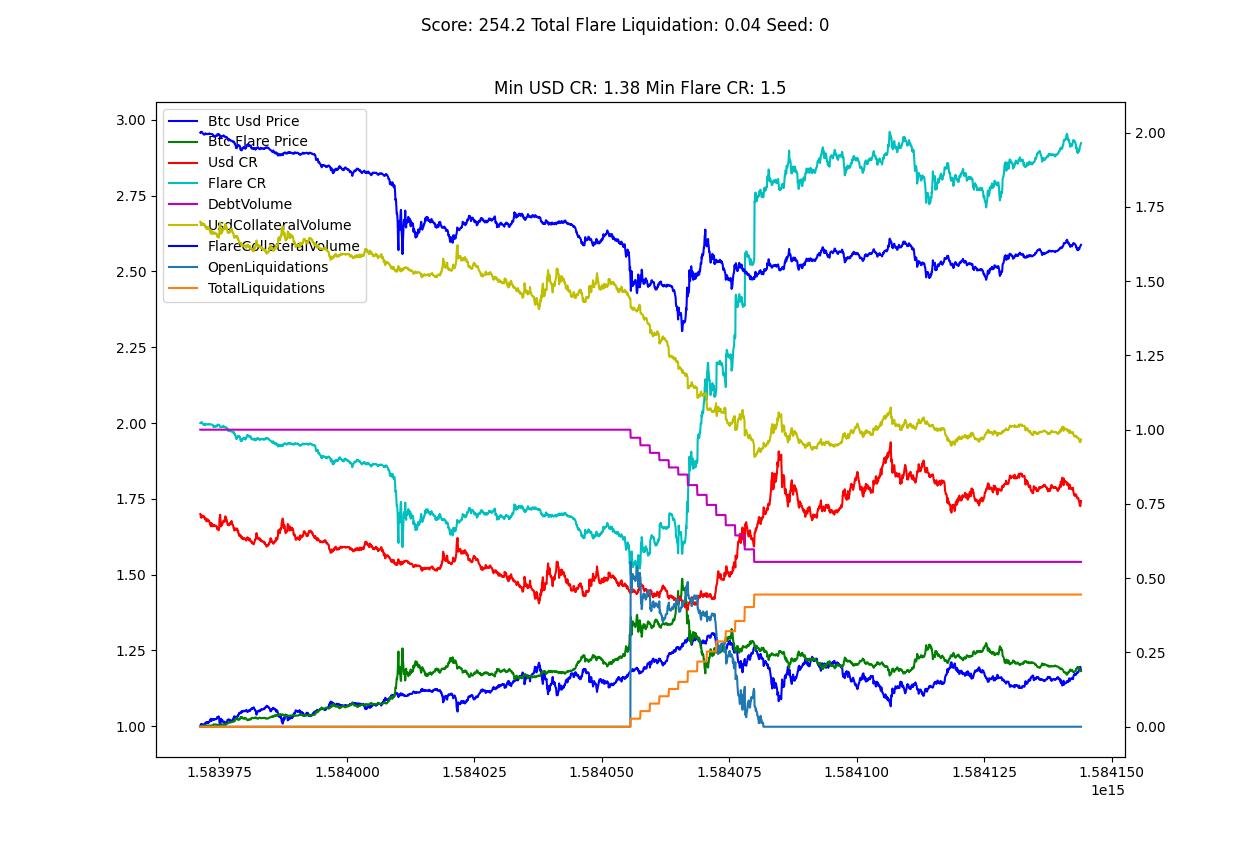 Score: 254.2 Total Flare Liquidation: 0.04 Seed: 0
Min USD CR: 1.38 Min Flare CR: 1.5
Btc Usd Price
Btc Flare Price
Usd CR
Flare CR
DebtVolume
UsdCollateralVolume
FlareCollateralVolume
OpenLiquidations
TotalLiquidations
3.00
2.75
2.50
2.25
2.00
1.75
1.50
1.25
1.00
2.00
1.75
1.50
1.25
1.00
0.75
0.50
0.25
0.00
1.583975 1.584000 1.584025 1.584050 1.584075 1.584100 1.584125 1.584150
1e15